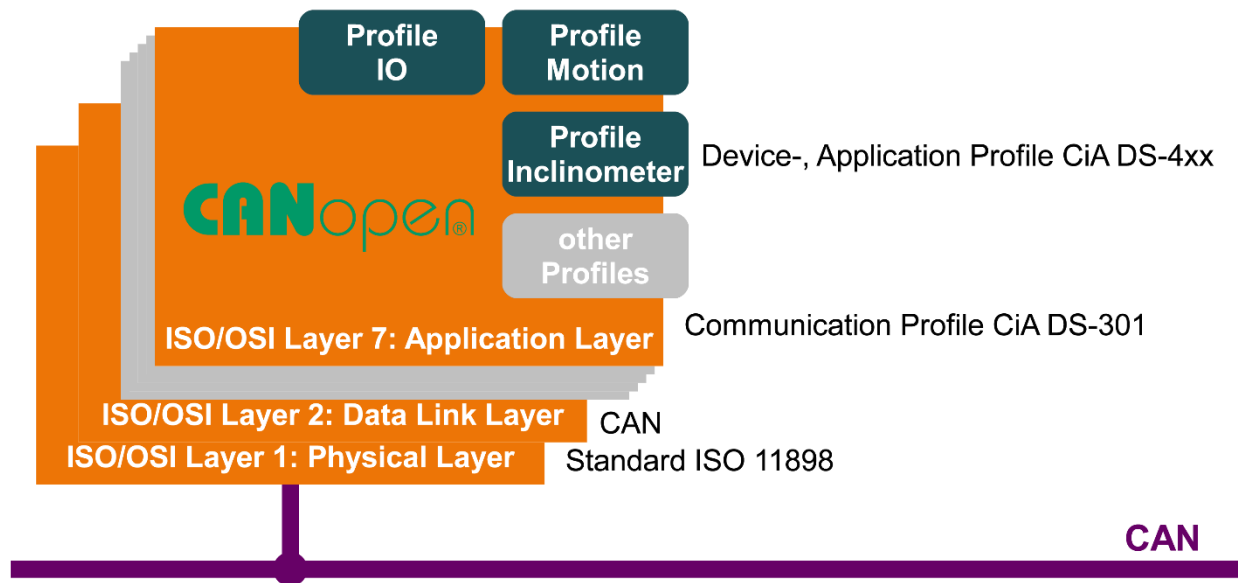 Profile
IO
Profile
Motion
Profile
Inclinometer
Device-, Application Profile CiA DS-4xx
CANopen®
other
Profiles
Communication Profile CiA DS-301
ISO/OSI Layer 7: Application Layer
ISO/OSI Layer 2: Data Link Layer
CAN
ISO/OSI Layer 1: Physical Layer
Standard ISO 11898
CAN